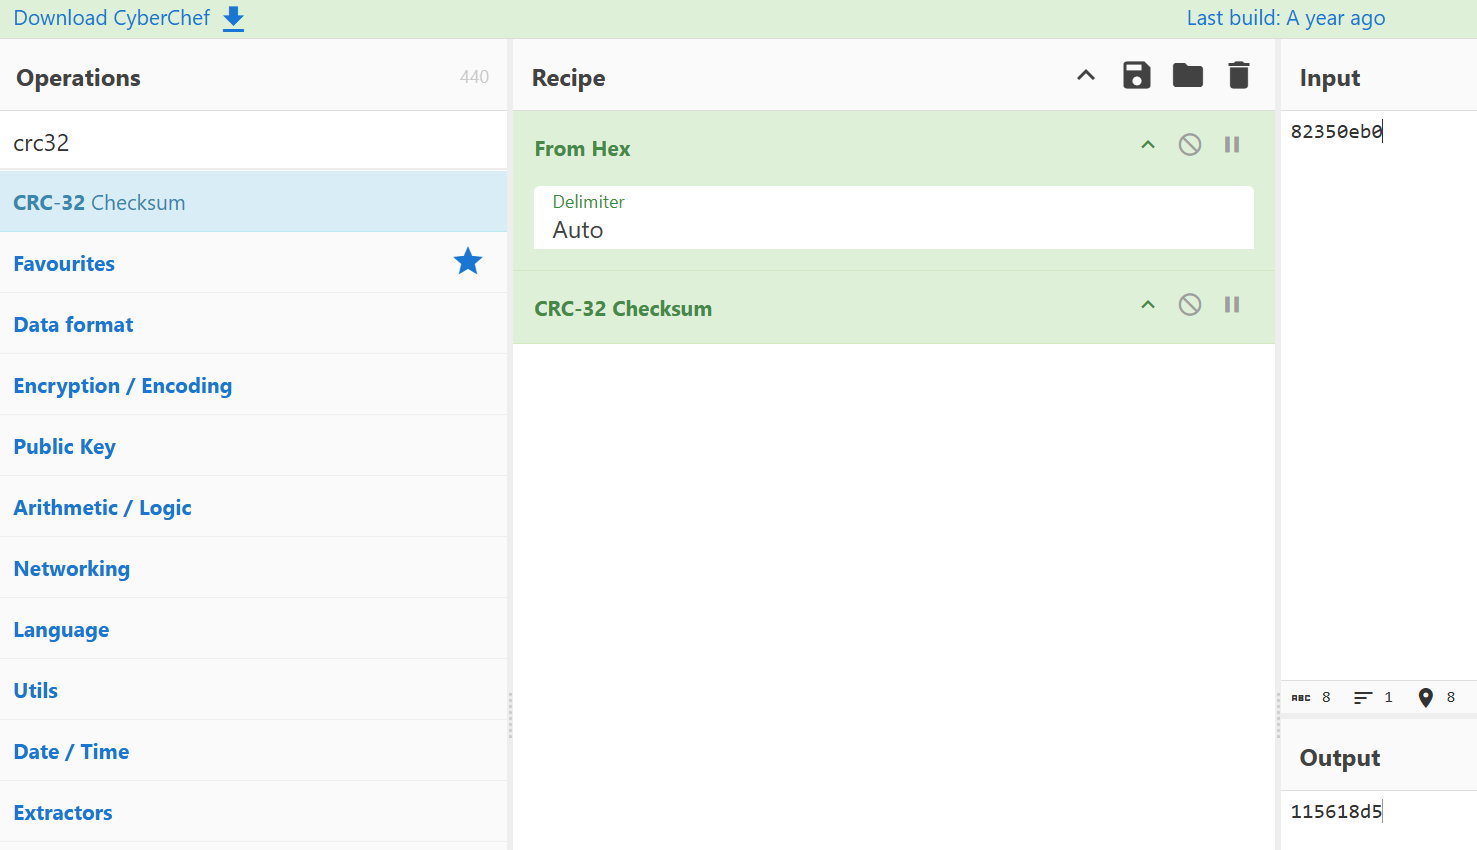 Download CyberChef
Last build: A year ago
Operations
440
crc32
CRC-32 Checksum
Favourites
Data format
Encryption / Encoding
Public Key
Arithmetic / Logic
Networking
Language
Utils
Date / Time
Extractors
Recipe
From Hex
Delimiter
Auto
CRC-32 Checksum
Input
82350eb0
ABC 8 1 8
Output
115618d5